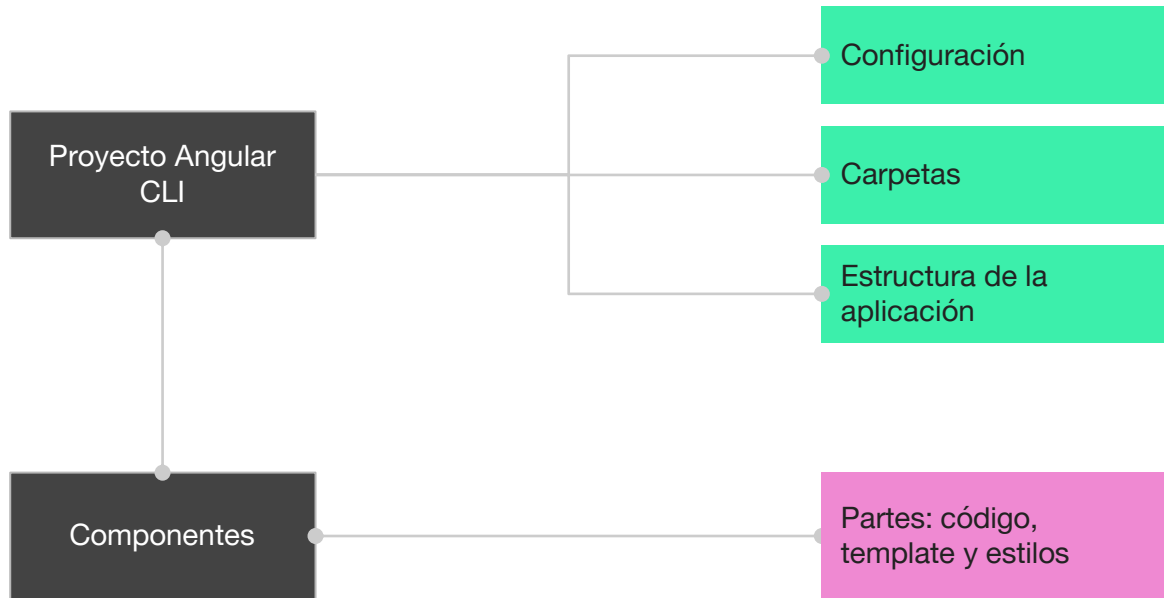 Configuración
Proyecto Angular
CLI
Carpetas
Estructura de la
aplicación
Componentes
Partes: código,
template y estilos